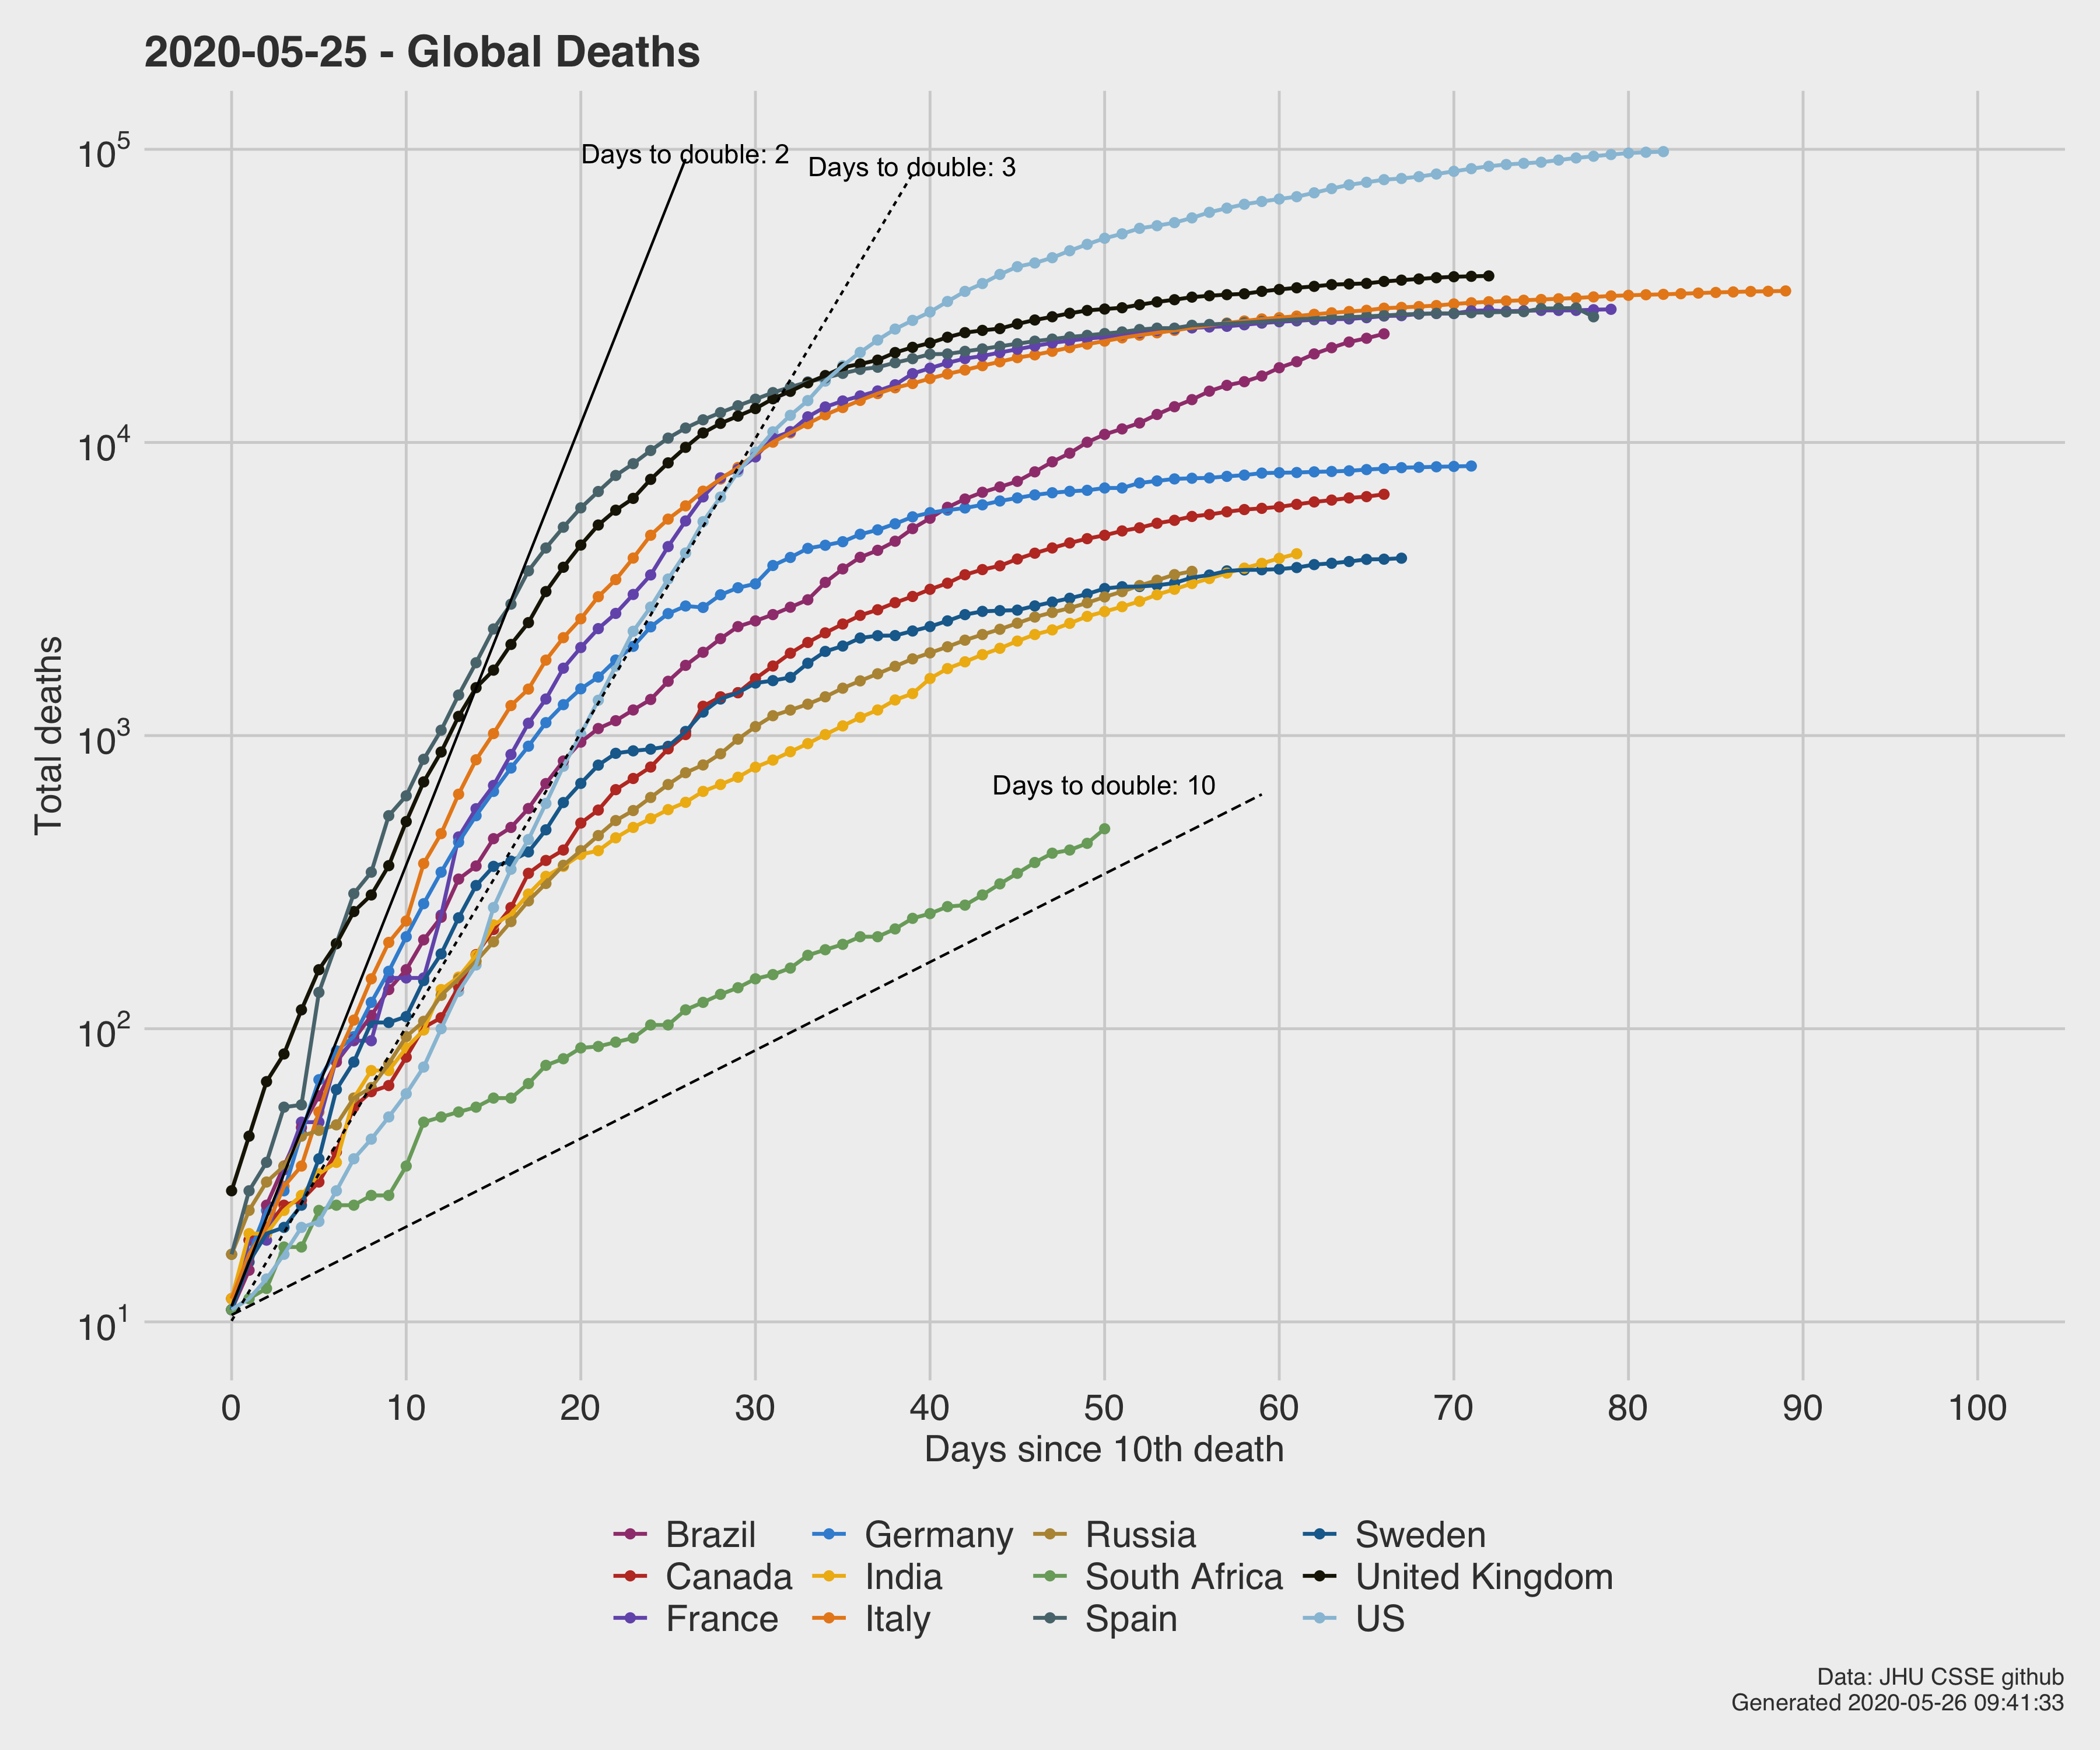 2020-05-25 - Global Deaths
10^5
10^4
10^3
10^2
10^1
Total deaths
Days to double: 2
Days to double: 3
Days to double: 10
0 10 20 30 40 50 60 70 80 90 100
Days since 10th death
Brazil Germany Russia Sweden
Canada India South Africa United Kingdom
France Italy Spain US
Data: JHU CSSE github
Generated 2020-05-26 09:41:33